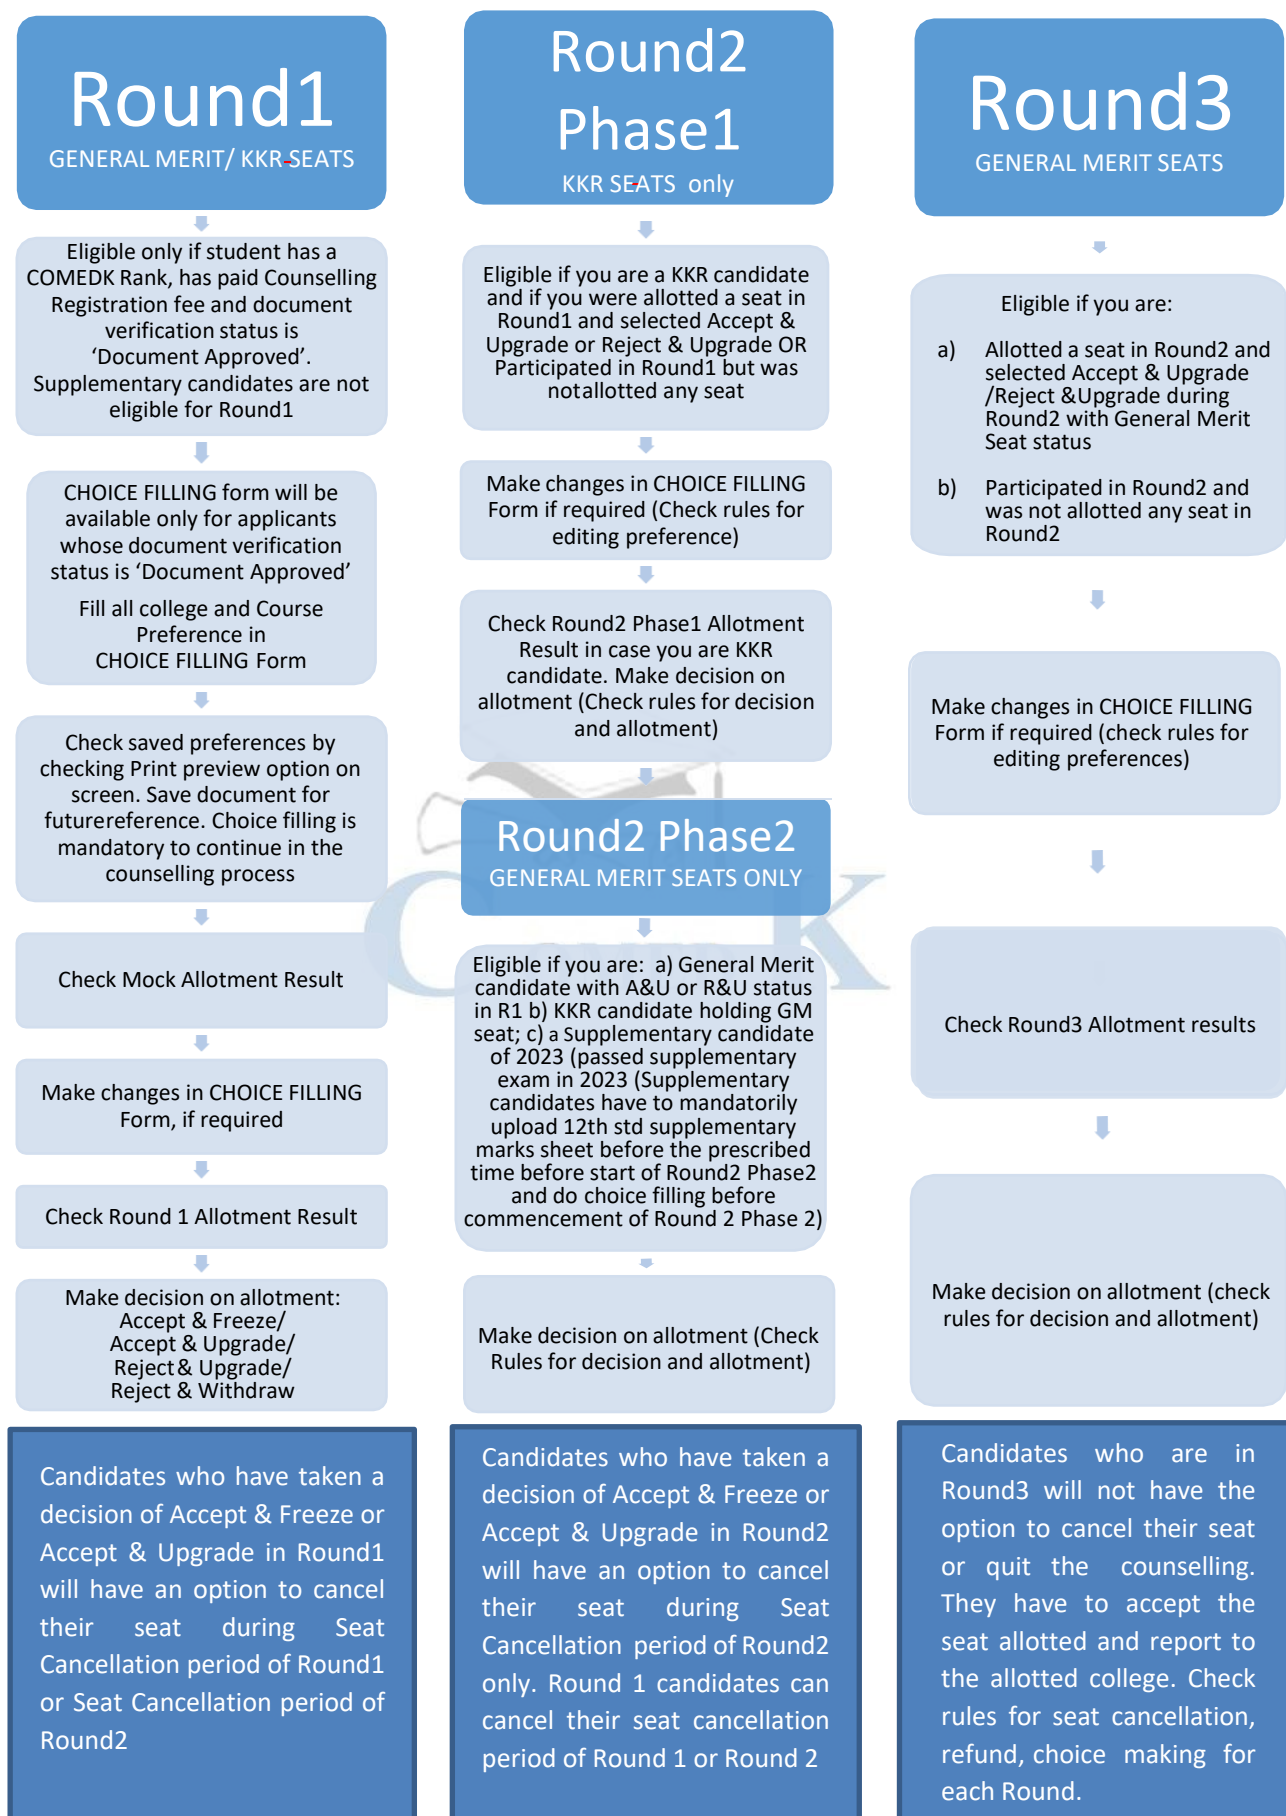 Round1
GENERAL MERIT/ KKR-SEATS
Eligible only if student has a
COMEDK Rank, has paid Counselling
Registration fee and document
verification status is
‘Document Approved’.
Supplementary candidates are not
eligible for Round1
CHOICE FILLING form will be
available only for applicants
whose document verification
status is ‘Document Approved’
Fill all college and Course
Preference in
CHOICE FILLING Form
Check saved preferences by
checking Print preview option on
screen. Save document for
futurereference. Choice filling is
mandatory to continue in the
counselling process
Check Mock Allotment Result
Make changes in CHOICE FILLING
Form, if required
Check Round 1 Allotment Result
Make decision on allotment:
Accept & Freeze/
Accept & Upgrade/
Reject & Upgrade/
Reject & Withdraw
Candidates who have taken a
decision of Accept & Freeze or
Accept & Upgrade in Round1
will have an option to cancel
their seat during Seat
Cancellation period of Round1
or Seat Cancellation period of
Round2
Round2
Phase1
KKR SEATS only
Eligible if you are a KKR candidate
and if you were allotted a seat in
Round1 and selected Accept &
Upgrade or Reject & Upgrade OR
Participated in Round1 but was
notallotted any seat
Make changes in CHOICE FILLING
Form if required (Check rules for
editing preference)
Check Round2 Phase1 Allotment
Result in case you are KKR
candidate. Make decision on
allotment (Check rules for decision
and allotment)
Round2 Phase2
GENERAL MERIT SEATS ONLY
Eligible if you are: a) General Merit
candidate with A&U or R&U status
in R1 b) KKR candidate holding GM
seat; c) a Supplementary candidate
of 2023 (passed supplementary
exam in 2023 (Supplementary
candidates have to mandatorily
upload 12th std supplementary
marks sheet before the prescribed
time before start of Round2 Phase2
and do choice filling before
commencement of Round 2 Phase 2)
Make decision on allotment (Check
Rules for decision and allotment)
Candidates who have taken a
decision of Accept & Freeze or
Accept & Upgrade in Round2
will have an option to cancel
their seat during Seat
Cancellation period of Round2
only. Round 1 candidates can
cancel their seat cancellation
period of Round 1 or Round 2
Round3
GENERAL MERIT SEATS
Eligible if you are:
a) Allotted a seat in Round2 and
selected Accept & Upgrade
/Reject &Upgrade during
Round2 with General Merit
Seat status
b) Participated in Round2 and
was not allotted any seat in
Round2
Make changes in CHOICE FILLING
Form if required (check rules for
editing preferences)
Check Round3 Allotment results
Make decision on allotment (check
rules for decision and allotment)
Candidates who are in
Round3 will not have the
option to cancel their seat
or quit the counselling.
They have to accept the
seat allotted and report to
the allotted college. Check
rules for seat cancellation,
refund, choice making for
each Round.